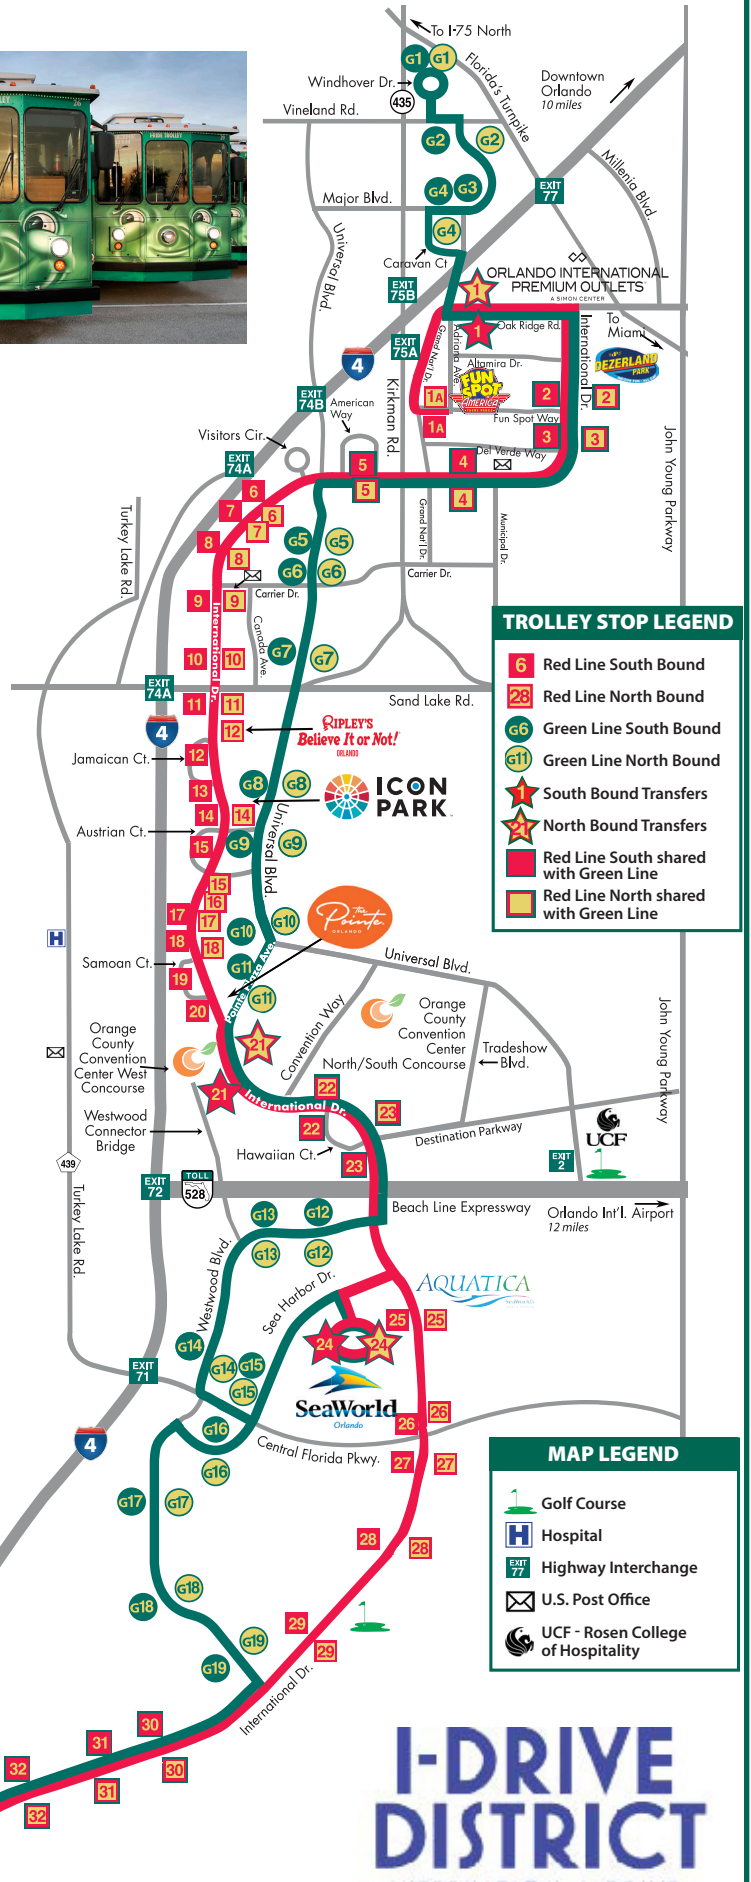 To I-75 North
G1
G1
Windhover Dr.
Florida's Turnpike
Downtown
Orlando
10 miles
435
Vineland Rd.
G2
G2
Millenia Blvd.
EXIT
77
G4
G3
Major Blvd.
Universal Blvd.
G4
Caravan Ct
EXIT
75B
1
ORLANDO INTERNATIONAL
PREMIUM OUTLETS
A SIMON CENTER
1
Oak Ridge Rd.
International Dr.
To
Miami
EXIT
75A
Grand Nat'l Dr.
Adriana Ave.
Altamira Dr.
DEZERLAND
PARK
4
Kirkman Rd.
1A
FUN
SPOT
AMERICA
2
2
EXIT
74B
American
Way
1A
Fun Spot Way
3
3
Visitors Cir.
Del Verde Way
John Young Parkway
EXIT
74A
5
4
5
4
6
6
7
7
Turkey Lake Rd.
Grand Nat'l Dr.
Municipal Dr.
8
8
G5
G5
G6
G6
Carrier Dr.
Carrier Dr.
9
9
International Dr.
Canada Ave.
10
10
G7
G7
TROLLEY STOP LEGEND
6 Red Line South Bound
28 Red Line North Bound
G6 Green Line South Bound
G11 Green Line North Bound
1 South Bound Transfers
21 North Bound Transfers
Red Line South shared
with Green Line
Red Line North shared
with Green Line
EXIT
74A
Sand Lake Rd.
11
11
4
12
RIPLEY'S
Believe It or Not!
ORLANDO
Jamaican Ct.
12
13
G8
G8
ICON
PARK
14
14
Austrian Ct.
15
G9
G9
Universal Blvd.
15
16
17
17
The
Pointe
ORLANDO
18
18
G10
G10
Universal Blvd.
Samoan Ct.
19
G11
Pointe Plaza Ave.
G11
20
Convention Way
Orange
County
Convention
Center
North/South Concourse
Tradeshow
Blvd.
John Young Parkway
Orange
County
Convention
Center West
Concourse
21
21
International Dr.
22
22
23
Westwood
Connector
Bridge
Hawaiian Ct.
Destination Parkway
UCF
23
EXIT
2
439
EXIT
72
TOLL
528
Beach Line Expressway
Orlando Int'l. Airport
12 miles
Turkey Lake Rd.
G13
G12
G13
G12
Westwood Blvd.
Sea Harbor Dr.
AQUATICA
SeaWorld
25
25
24
24
G14
G14
G15
G15
SeaWorld
Orlando
EXIT
71
26
26
G16
G16
Central Florida Pkwy.
4
27
27
G17
G17
28
28
G18
G18
29
29
G19
G19
International Dr.
30
30
31
31
32
32
MAP LEGEND
Golf Course
H Hospital
EXIT
77
Highway Interchange
U.S. Post Office
UCF - Rosen College
of Hospitality
I-DRIVE
DISTRICT